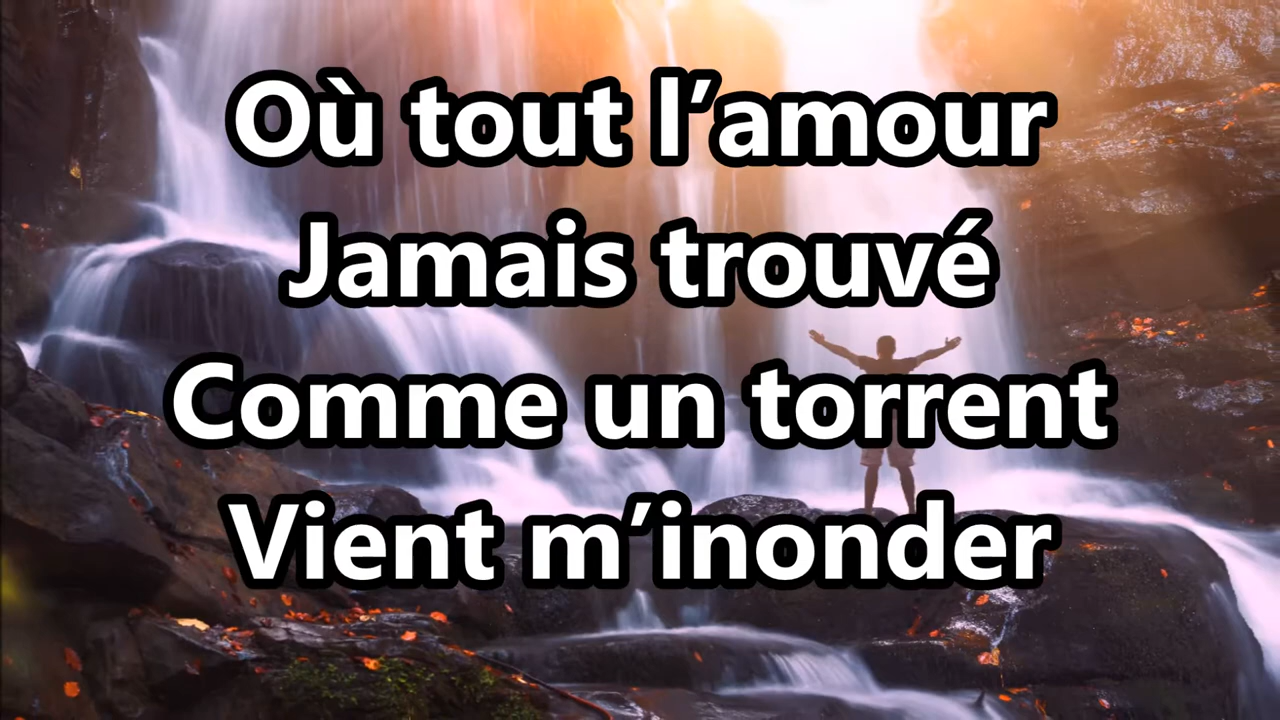 Où tout l’amour
Jamais trouvé
Comme un torrent
Vient m’inonder